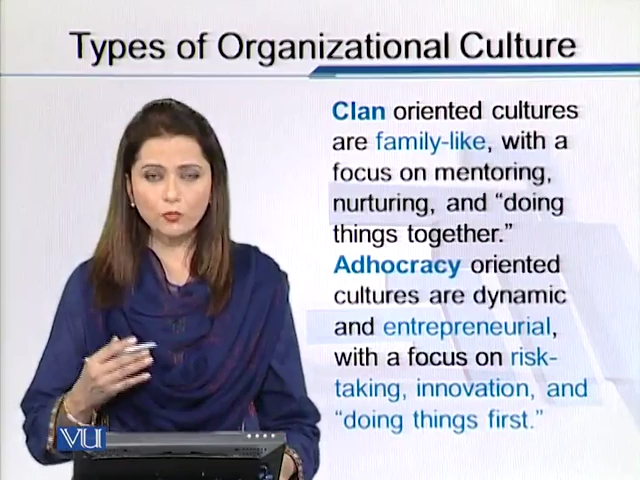 Types of Organizational Culture
Clan oriented cultures
are family-like, with a
focus on mentoring,
nurturing, and “doing
things together.”
Adhocracy oriented
cultures are dynamic
and entrepreneurial,
with a focus on risk-
taking, innovation, and
“doing things first.”
VU